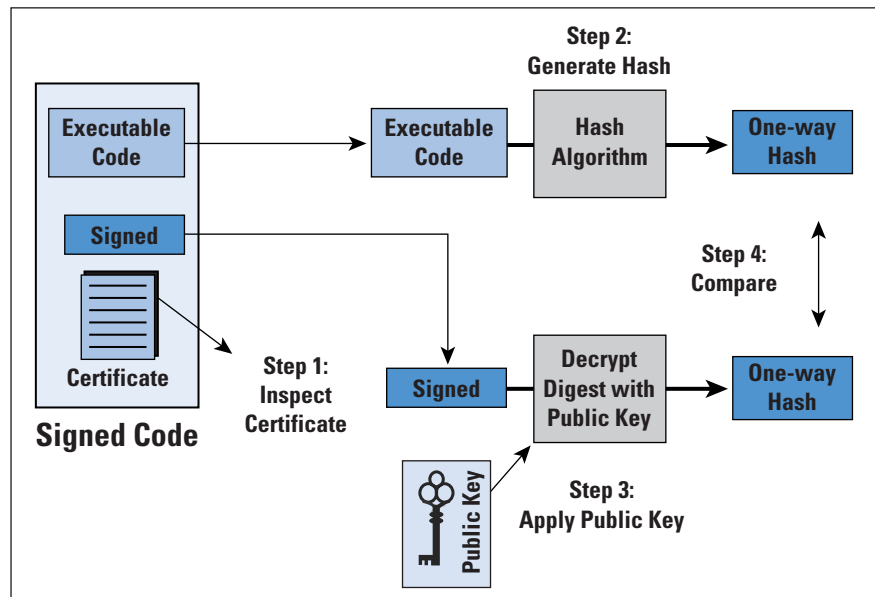 Step 2:
Generate Hash
Executable
Code
Executable
Code
Hash
Algorithm
One-way
Hash
Signed
Step 4:
Compare
Certificate
Signed Code
Step 1:
Inspect
Certificate
Signed
Decrypt
Digest with
Public Key
One-way
Hash
Public Key
Step 3:
Apply Public Key